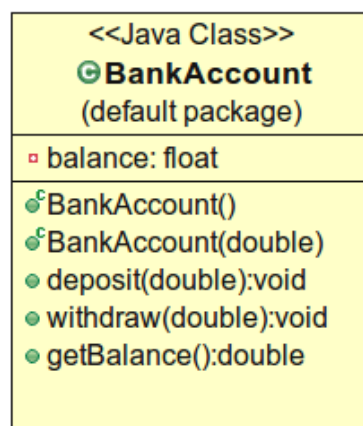 <<Java Class>>
BankAccount
(default package)
balance: float
BankAccount()
BankAccount(double)
deposit(double):void
withdraw(double):void
getBalance():double